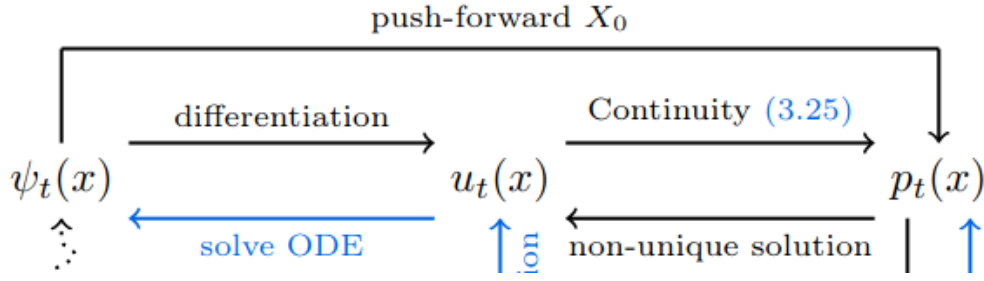 push-forward X₀
differentiation
Continuity (3.25)
ψₜ(x)
uₜ(x)
pₜ(x)
solve ODE
non-unique solution